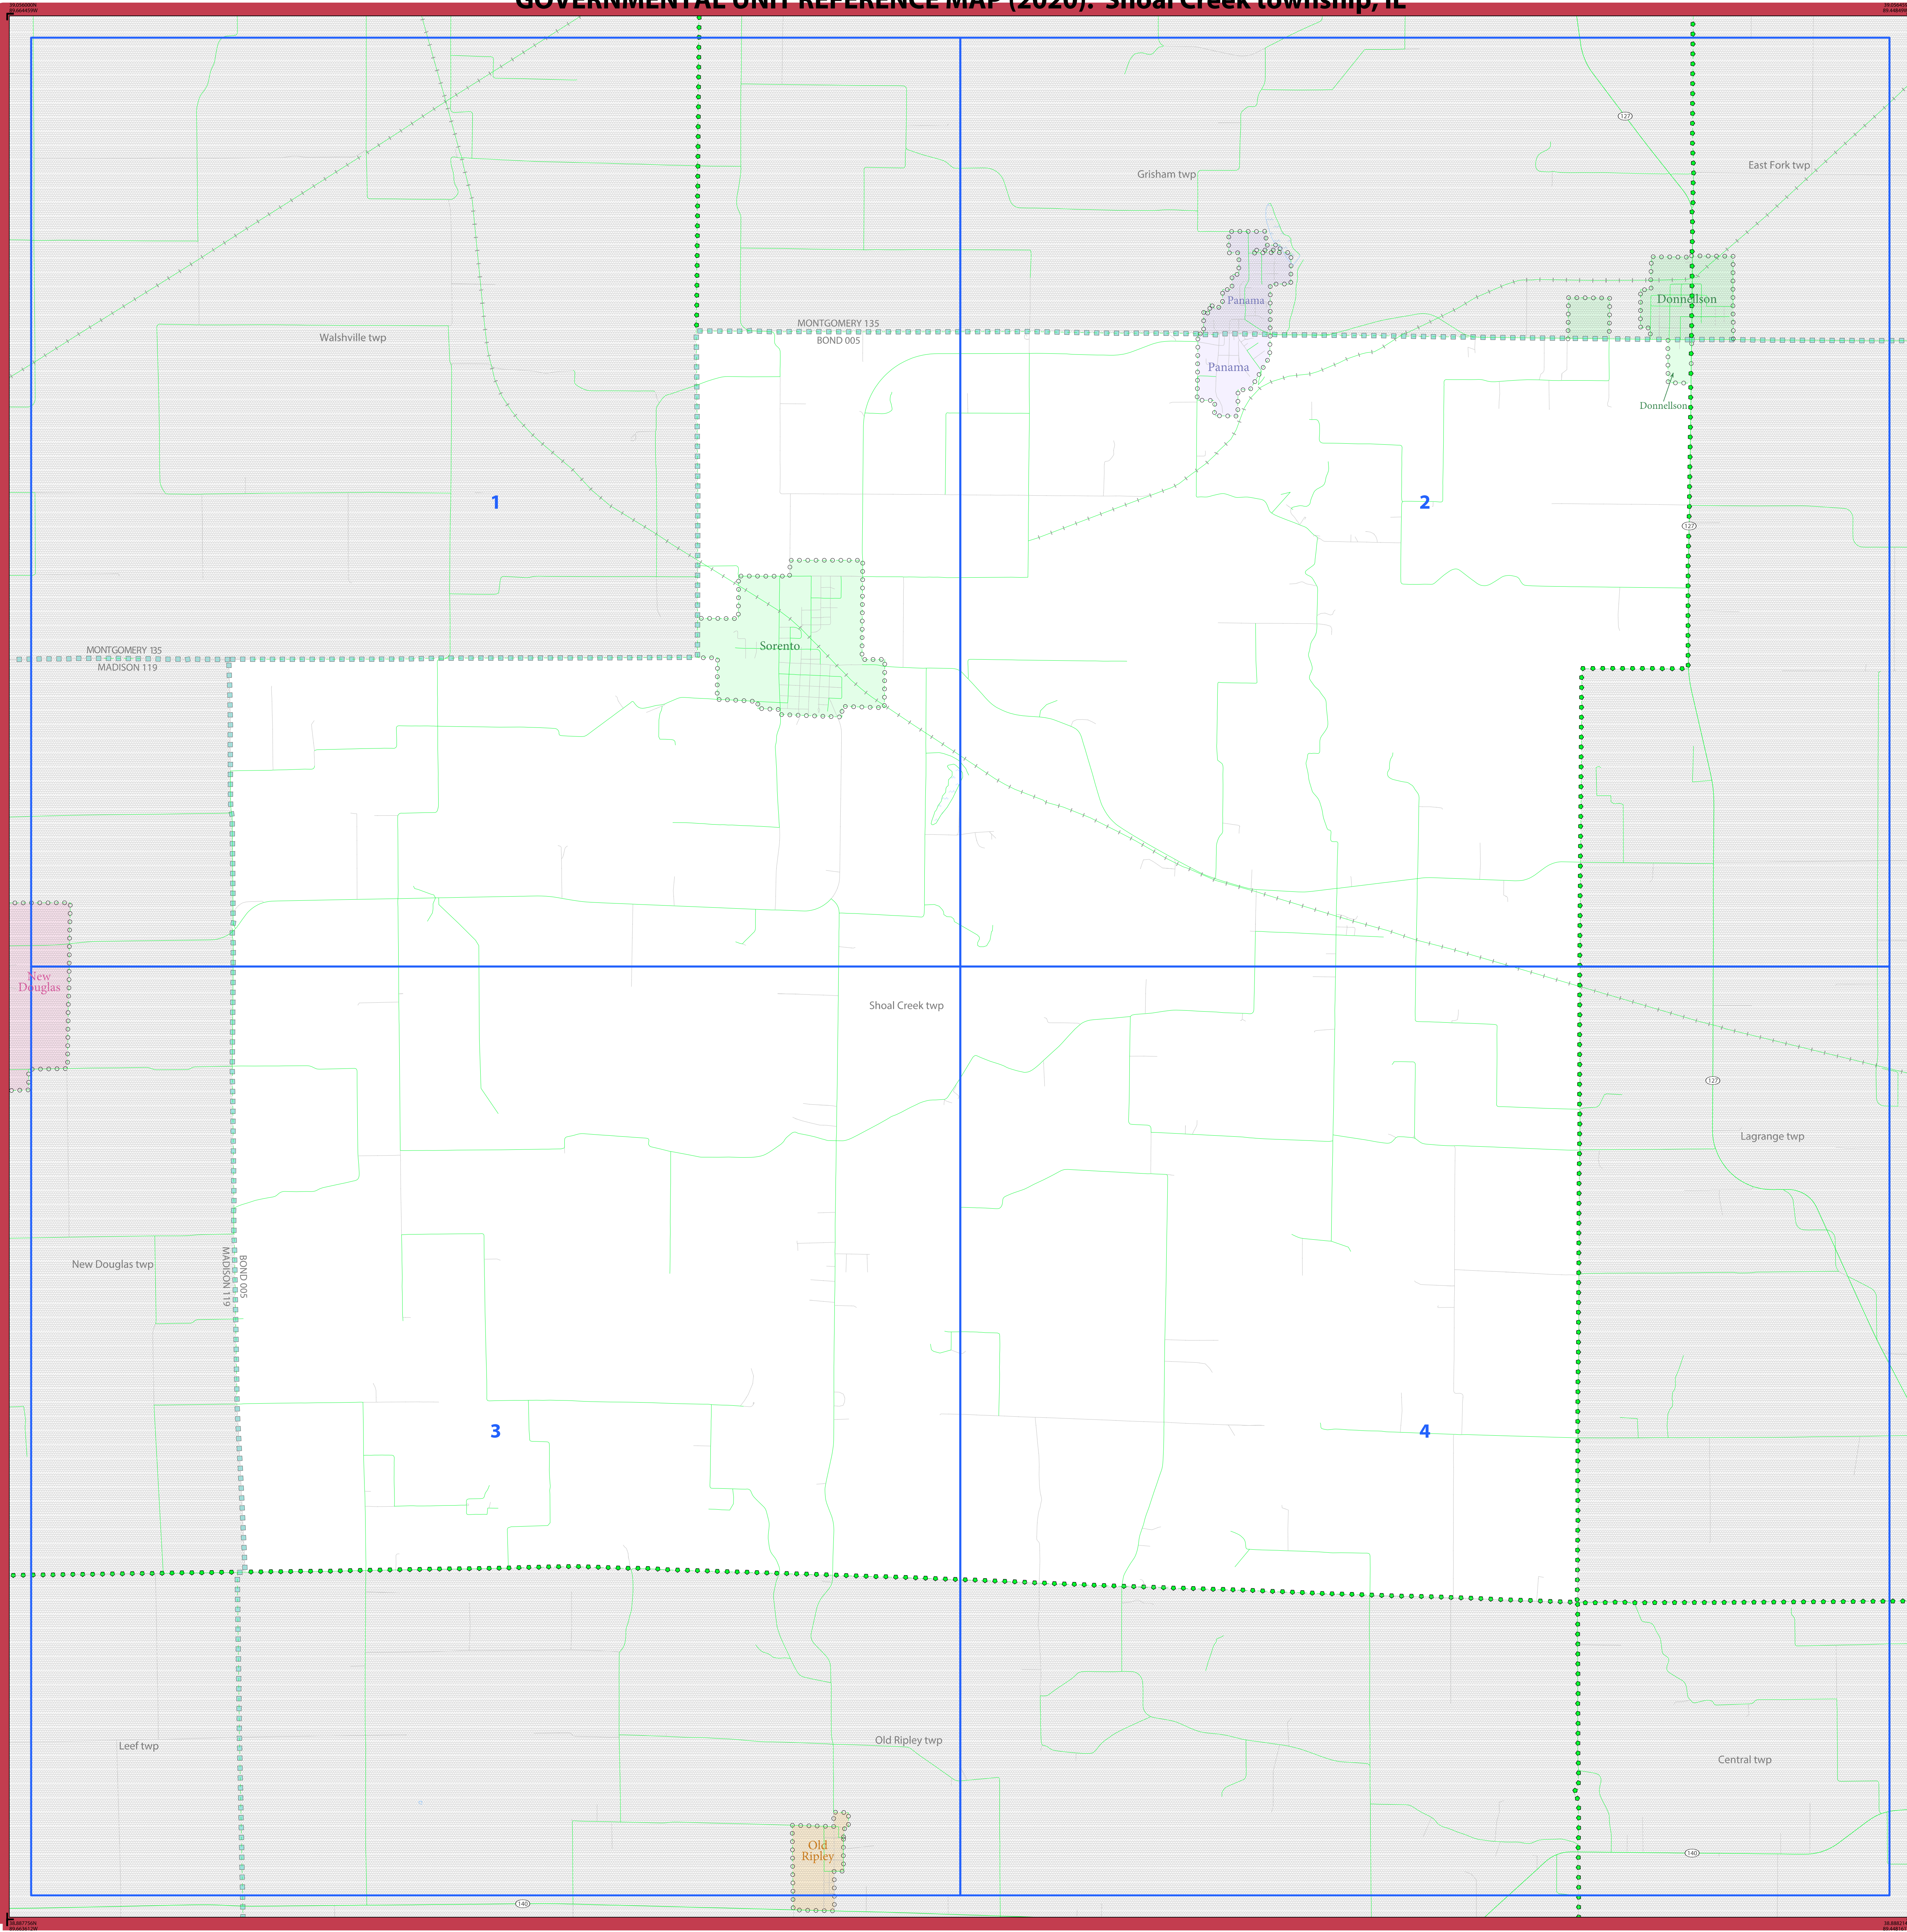 GOVERNMENTAL UNIT REFERENCE MAP (2020): Shoal Creek township, IL
127
East Fork twp
Grisham twp
Panama
Donnellson
MONTGOMERY 135
BOND 005
Walshville twp
Panama
Donnellson
1
2
127
Sorento
MONTGOMERY 135
MADISON 119
New
Douglas
Shoal Creek twp
127
Lagrange twp
New Douglas twp
MADISON 119
BOND 005
3
4
Leef twp
Old Ripley twp
Central twp
Old
Ripley
140
140